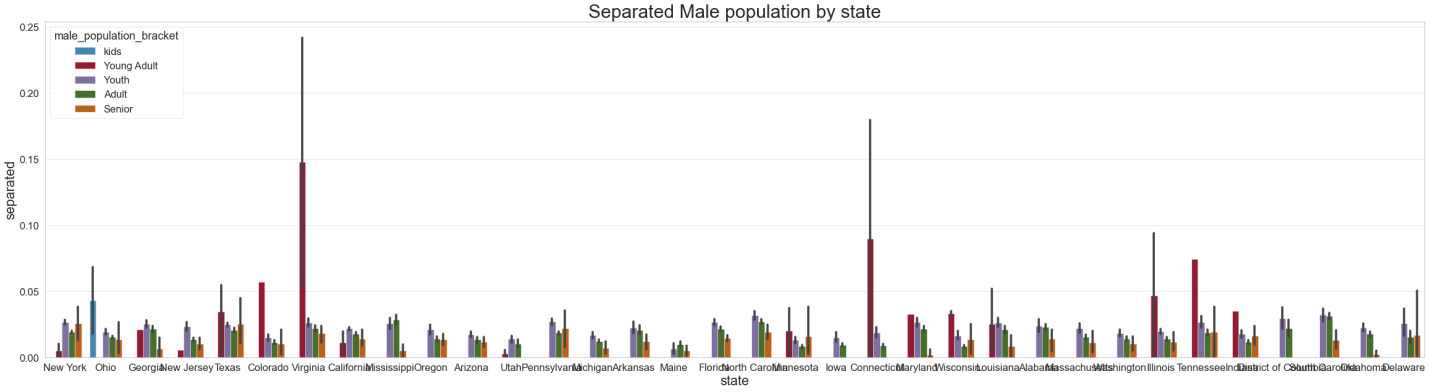 Separated Male population by state
male_population_bracket
kids
Young Adult
Youth
Adult
Senior
separated
0.25
0.20
0.15
0.10
0.05
0.00
New York Ohio Georgia New Jersey Texas Colorado Virginia California Mississippi Oregon Arizona Utah Pennsylvania Michigan Arkansas Maine Florida North Carolina Minnesota Iowa Connecticut Maryland Wisconsin Louisiana Alabama Massachusetts Washington Illinois Tennessee Indiana District of Columbia South Carolina Oklahoma Delaware
state